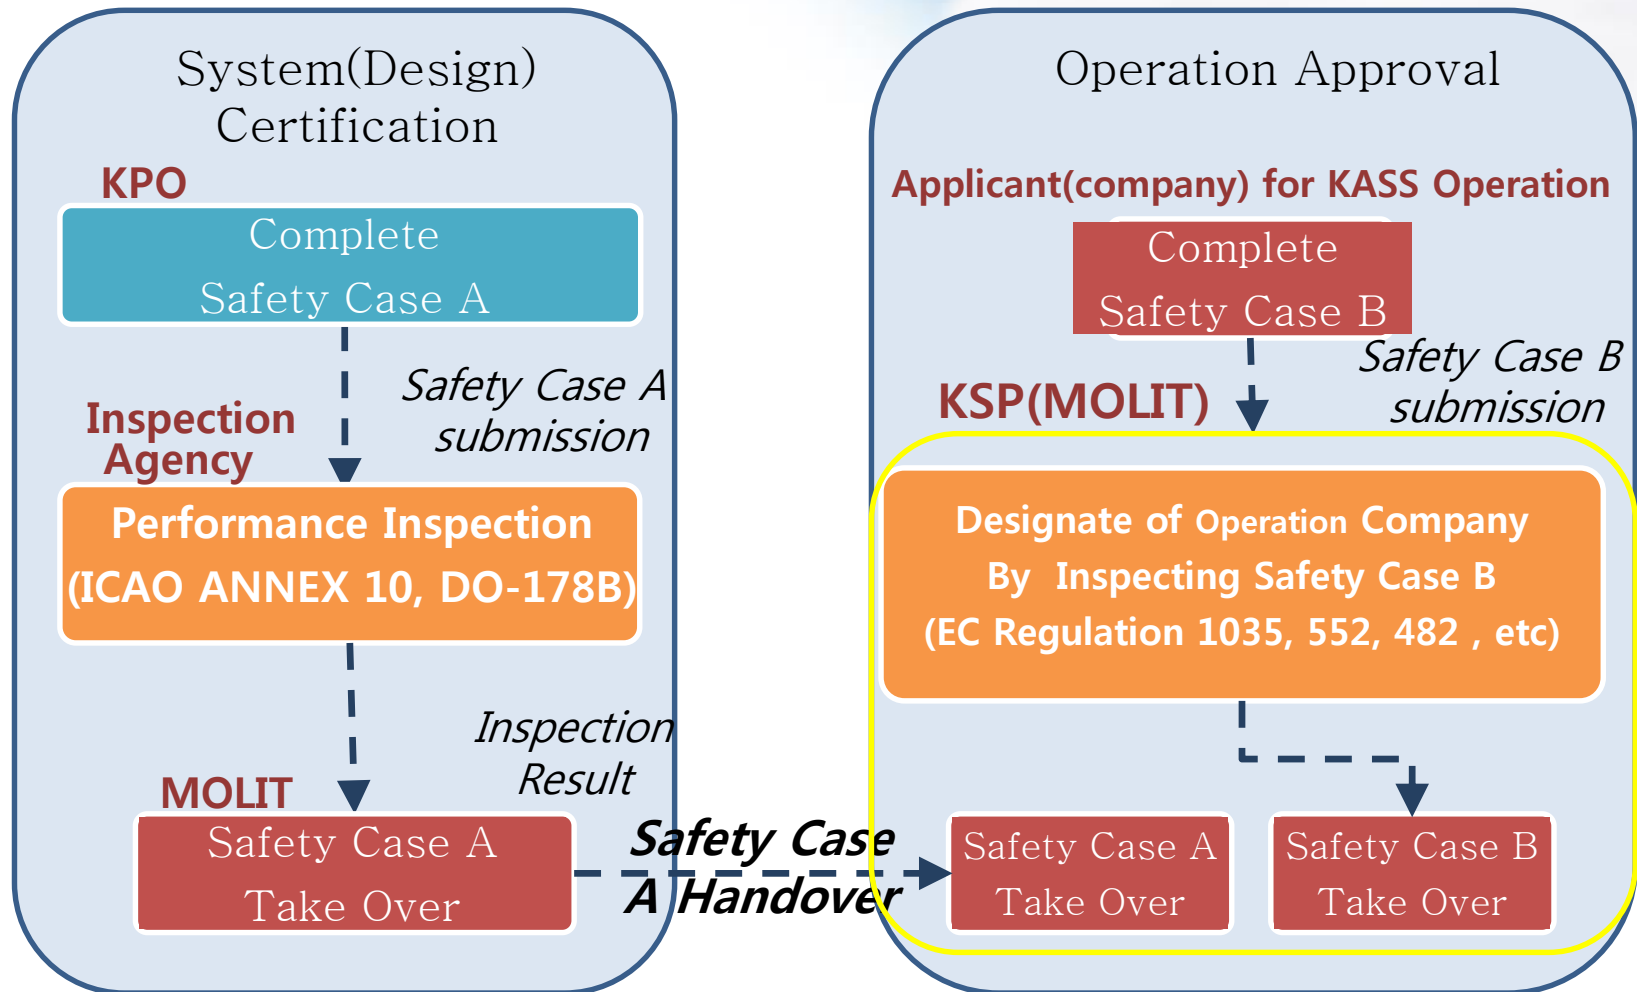 System(Design)
Certification
KPO
Complete
Safety Case A
Safety Case A
submission
Inspection
Agency
Performance Inspection
(ICAO ANNEX 10, DO-178B)
Inspection
Result
MOLIT
Safety Case A
Take Over
Safety Case
A Handover
Operation Approval
Applicant(company) for KASS Operation
Complete
Safety Case B
Safety Case B
submission
KSP(MOLIT)
Designate of Operation Company
By Inspecting Safety Case B
(EC Regulation 1035, 552, 482 , etc)
Safety Case A
Take Over
Safety Case B
Take Over